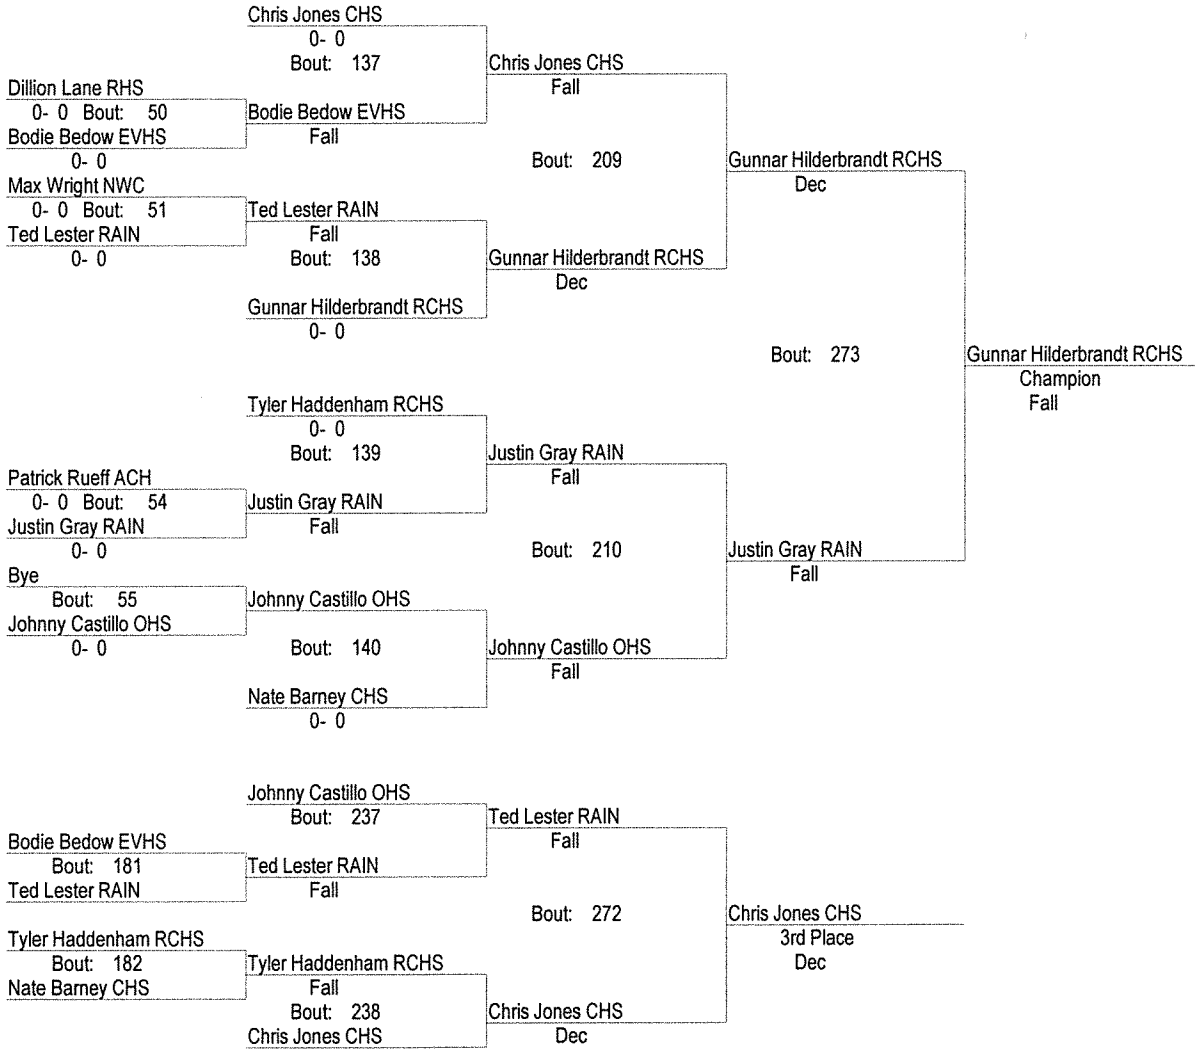 Chris Jones CHS
0- 0
Bout: 137
Chris Jones CHS
Fall
Dillion Lane RHS
0- 0 Bout: 50
Bodie Bedow EVHS
Fall
Bodie Bedow EVHS
0- 0
Bout: 209
Gunnar Hilderbrandt RCHS
Dec
Max Wright NWC
0- 0 Bout: 51
Ted Lester RAIN
Fall
Ted Lester RAIN
0- 0
Bout: 138
Gunnar Hilderbrandt RCHS
Dec
Gunnar Hilderbrandt RCHS
0- 0
Bout: 273
Gunnar Hilderbrandt RCHS
Champion
Fall
Tyler Haddenham RCHS
0- 0
Bout: 139
Justin Gray RAIN
Fall
Patrick Rueff ACH
0- 0 Bout: 54
Justin Gray RAIN
Fall
Justin Gray RAIN
0- 0
Bout: 210
Justin Gray RAIN
Fall
Bye
Bout: 55
Johnny Castillo OHS
Johnny Castillo OHS
0- 0
Bout: 140
Johnny Castillo OHS
Fall
Nate Barney CHS
0- 0
Johnny Castillo OHS
Bout: 237
Ted Lester RAIN
Fall
Bodie Bedow EVHS
Bout: 181
Ted Lester RAIN
Ted Lester RAIN
Fall
Bout: 272
Chris Jones CHS
3rd Place
Dec
Tyler Haddenham RCHS
Bout: 182
Nate Barney CHS
Tyler Haddenham RCHS
Fall
Bout: 238
Chris Jones CHS
Dec
Chris Jones CHS